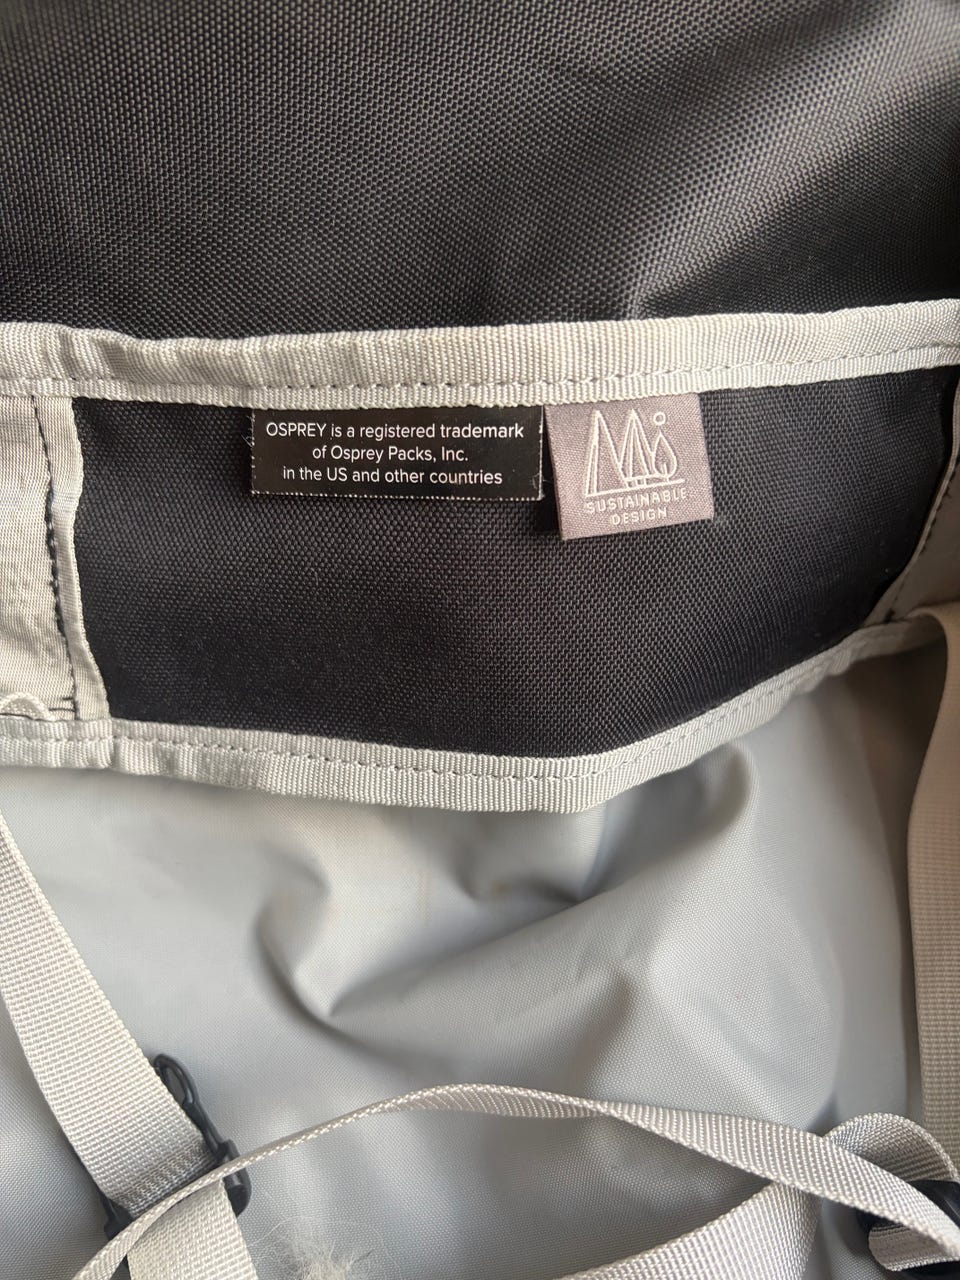 OSPREY is a registered trademark
of Osprey Packs, Inc.
in the US and other countries
SUSTAINABLE
DESIGN